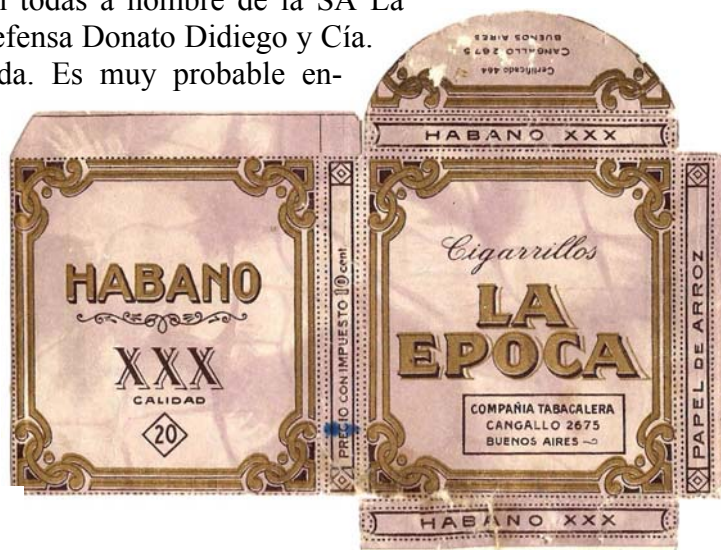 todas a nombre de la SA La
efensa Donato Didiego y Cía.
da. Es muy probable en-
Certificado 464
CANGALLO 2675
BUENOS AIRES
HABANO XXX
HABANO
XXX
CALIDAD
20
PRECIO CON IMPUESTO 10 cent.
Cigarrillos
LA
EPOCA
COMPAÑIA TABACALERA
CANGALLO 2675
BUENOS AIRES
PAPEL DE ARROZ
HABANO XXX